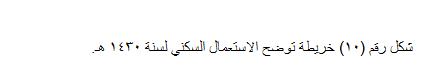 شكل رقم (١٠) خريطة توضح الاستعمال السكني لسنة ١٤٣٠ هـ.